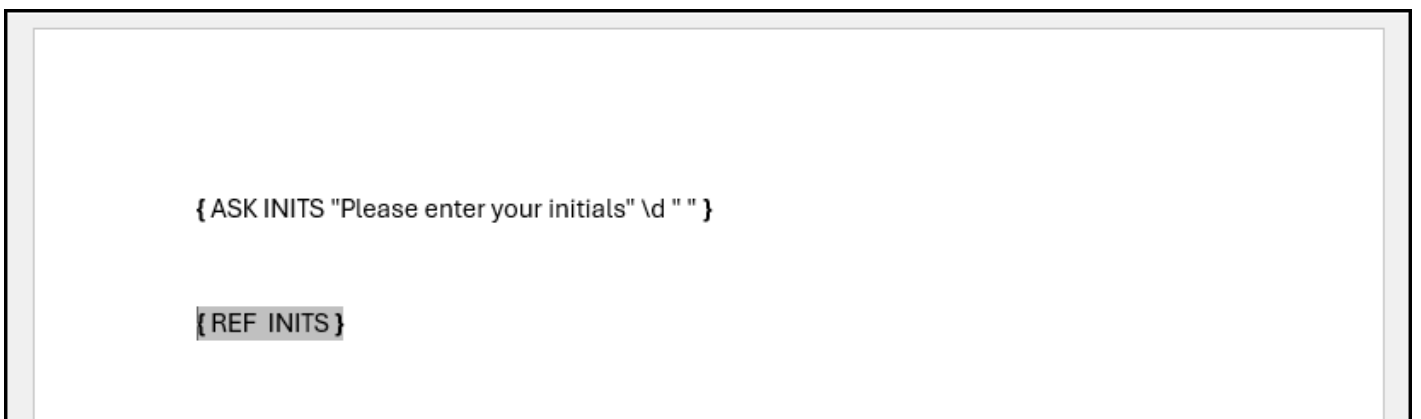 { ASK INITS "Please enter your initials" \d " " }
{ REF  INITS }